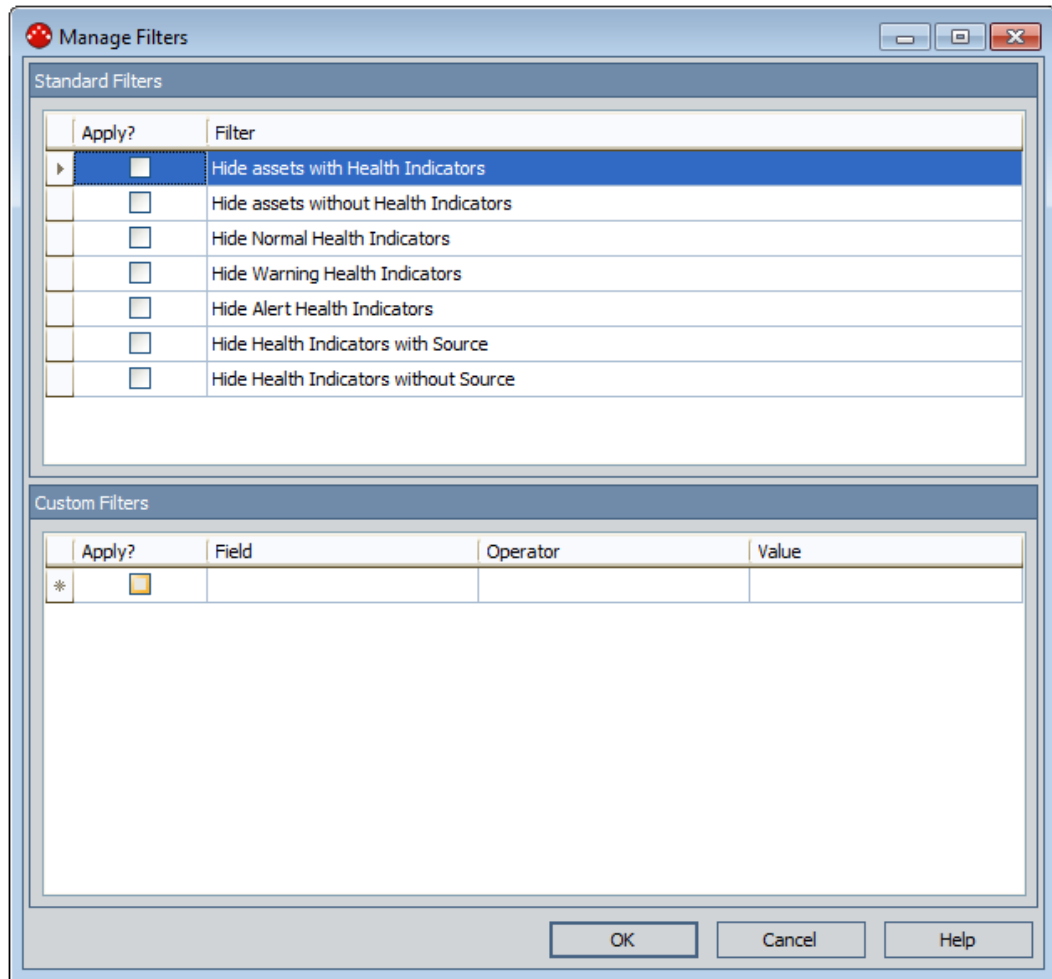 Manage Filters
Standard Filters
Apply? Filter
Hide assets with Health Indicators
Hide assets without Health Indicators
Hide Normal Health Indicators
Hide Warning Health Indicators
Hide Alert Health Indicators
Hide Health Indicators with Source
Hide Health Indicators without Source
Custom Filters
Apply? Field Operator Value
OK Cancel Help